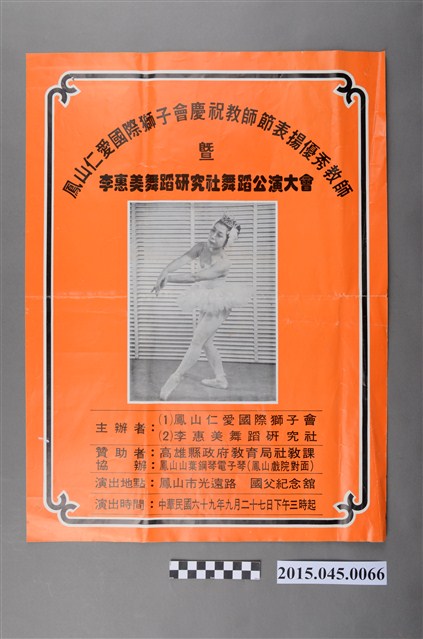 鳳山仁愛國際獅子會慶祝教師節表揚優秀教師
暨
李惠美舞蹈研究社舞蹈公演大會
主辦者：(1)鳳山仁愛國際獅子會
(2)李惠美舞蹈研究社
贊助者：高雄縣政府教育局社教課
協辦：鳳山山葉鋼琴電子琴(鳳山戲院對面)
演出地點：鳳山市光遠路 國父紀念舘
演出時間：中華民國六十九年九月二十七日下午三時起
2015.045.0066